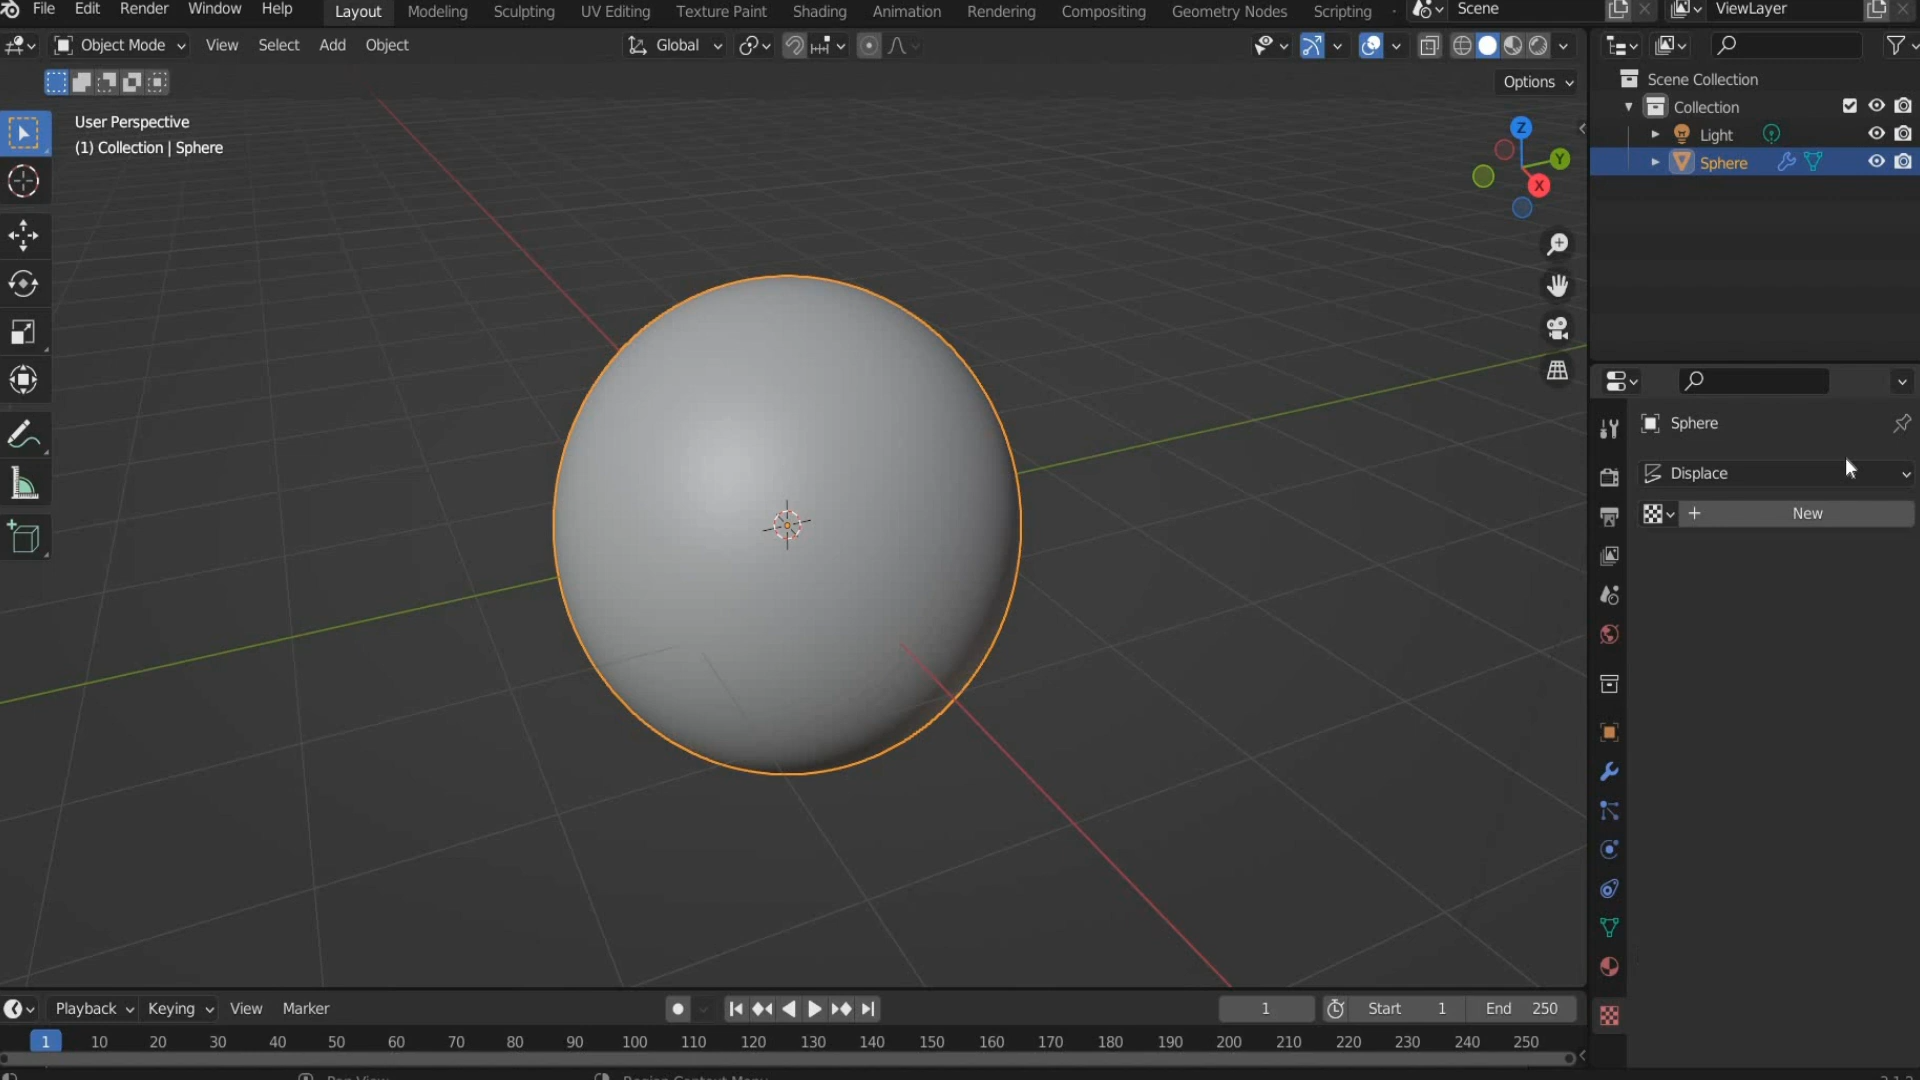 File Edit Render Window Help Layout Modeling Sculpting UV Editing Texture Paint Shading Animation Rendering Compositing Geometry Nodes Scripting Scene ViewLayer
Object Mode View Select Add Object Global
Options
User Perspective
(1) Collection | Sphere
Z
Y
X
Scene Collection
Collection
Light
Sphere
Sphere
Displace
New
Playback Keying View Marker 1 Start 1 End 250
1 10 20 30 40 50 60 70 80 90 100 110 120 130 140 150 160 170 180 190 200 210 220 230 240 250